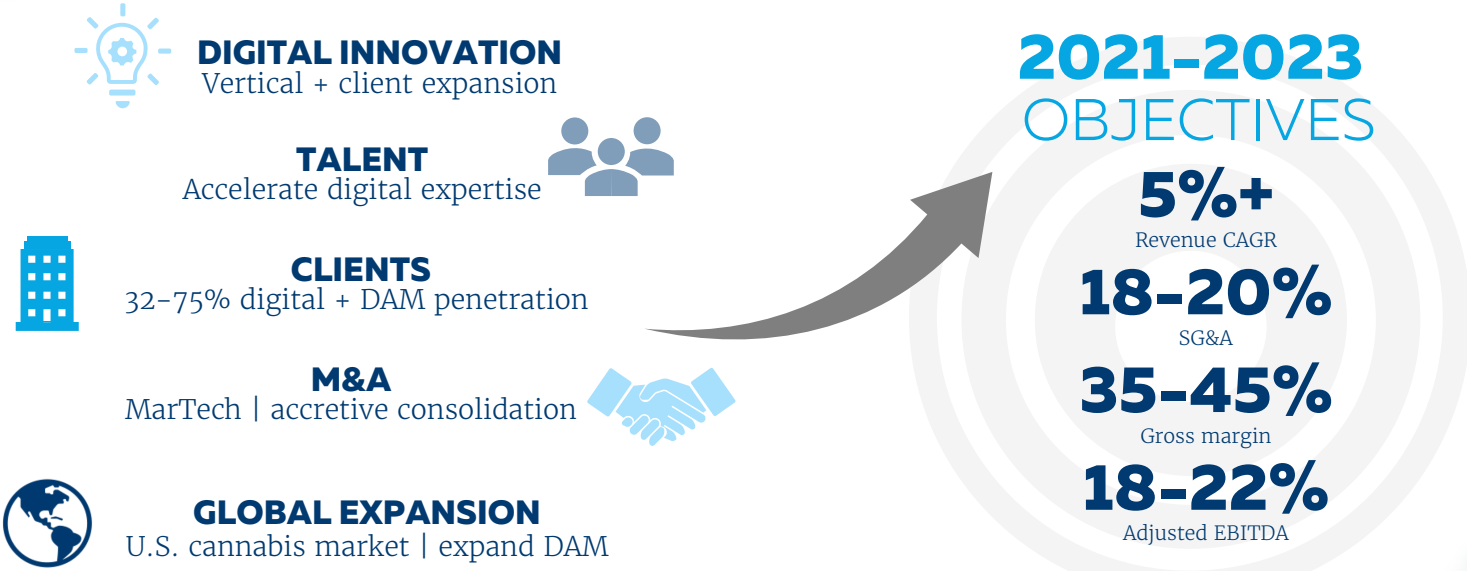 DIGITAL INNOVATION
Vertical + client expansion
TALENT
Accelerate digital expertise
CLIENTS
32-75% digital + DAM penetration
M&A
MarTech | accretive consolidation
GLOBAL EXPANSION
U.S. cannabis market | expand DAM
2021-2023
OBJECTIVES
5%+
Revenue CAGR
18-20%
SG&A
35-45%
Gross margin
18-22%
Adjusted EBITDA